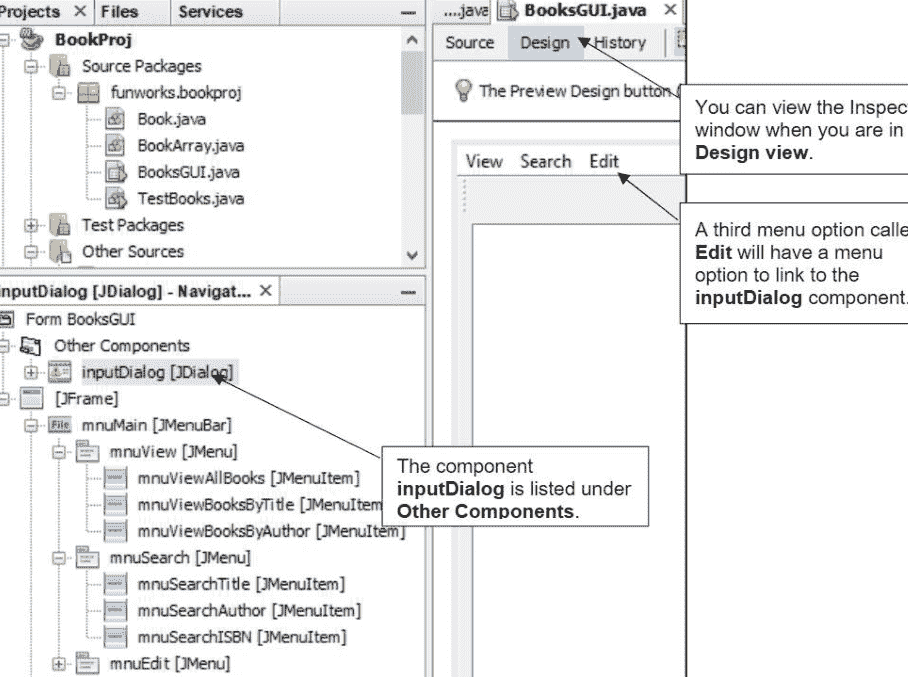 Projects Files Services
BookProj
Source Packages
funworks.bookproj
Book.java
BookArray.java
BooksGUI.java
TestBooks.java
Test Packages
Other Sources
inputDialog [JDialog] - Navigat...
Form BooksGUI
Other Components
inputDialog [JDialog]
[JFrame]
File mnuMain [JMenuBar]
mnuView [JMenu]
mnuViewAllBooks [JMenuItem]
mnuViewBooksByTitle [JMenuItem
mnuViewBooksByAuthor [JMenuItem]
mnuSearch [JMenu]
mnuSearchTitle [JMenuItem]
mnuSearchAuthor [JMenuItem]
mnuSearchISBN [JMenuItem]
mnuEdit [JMenu]
....java BooksGUI.java
Source Design History
The Preview Design button
View Search Edit
You can view the Inspect
window when you are in
Design view.
A third menu option calle
Edit will have a menu
option to link to the
inputDialog component.
The component
inputDialog is listed under
Other Components.